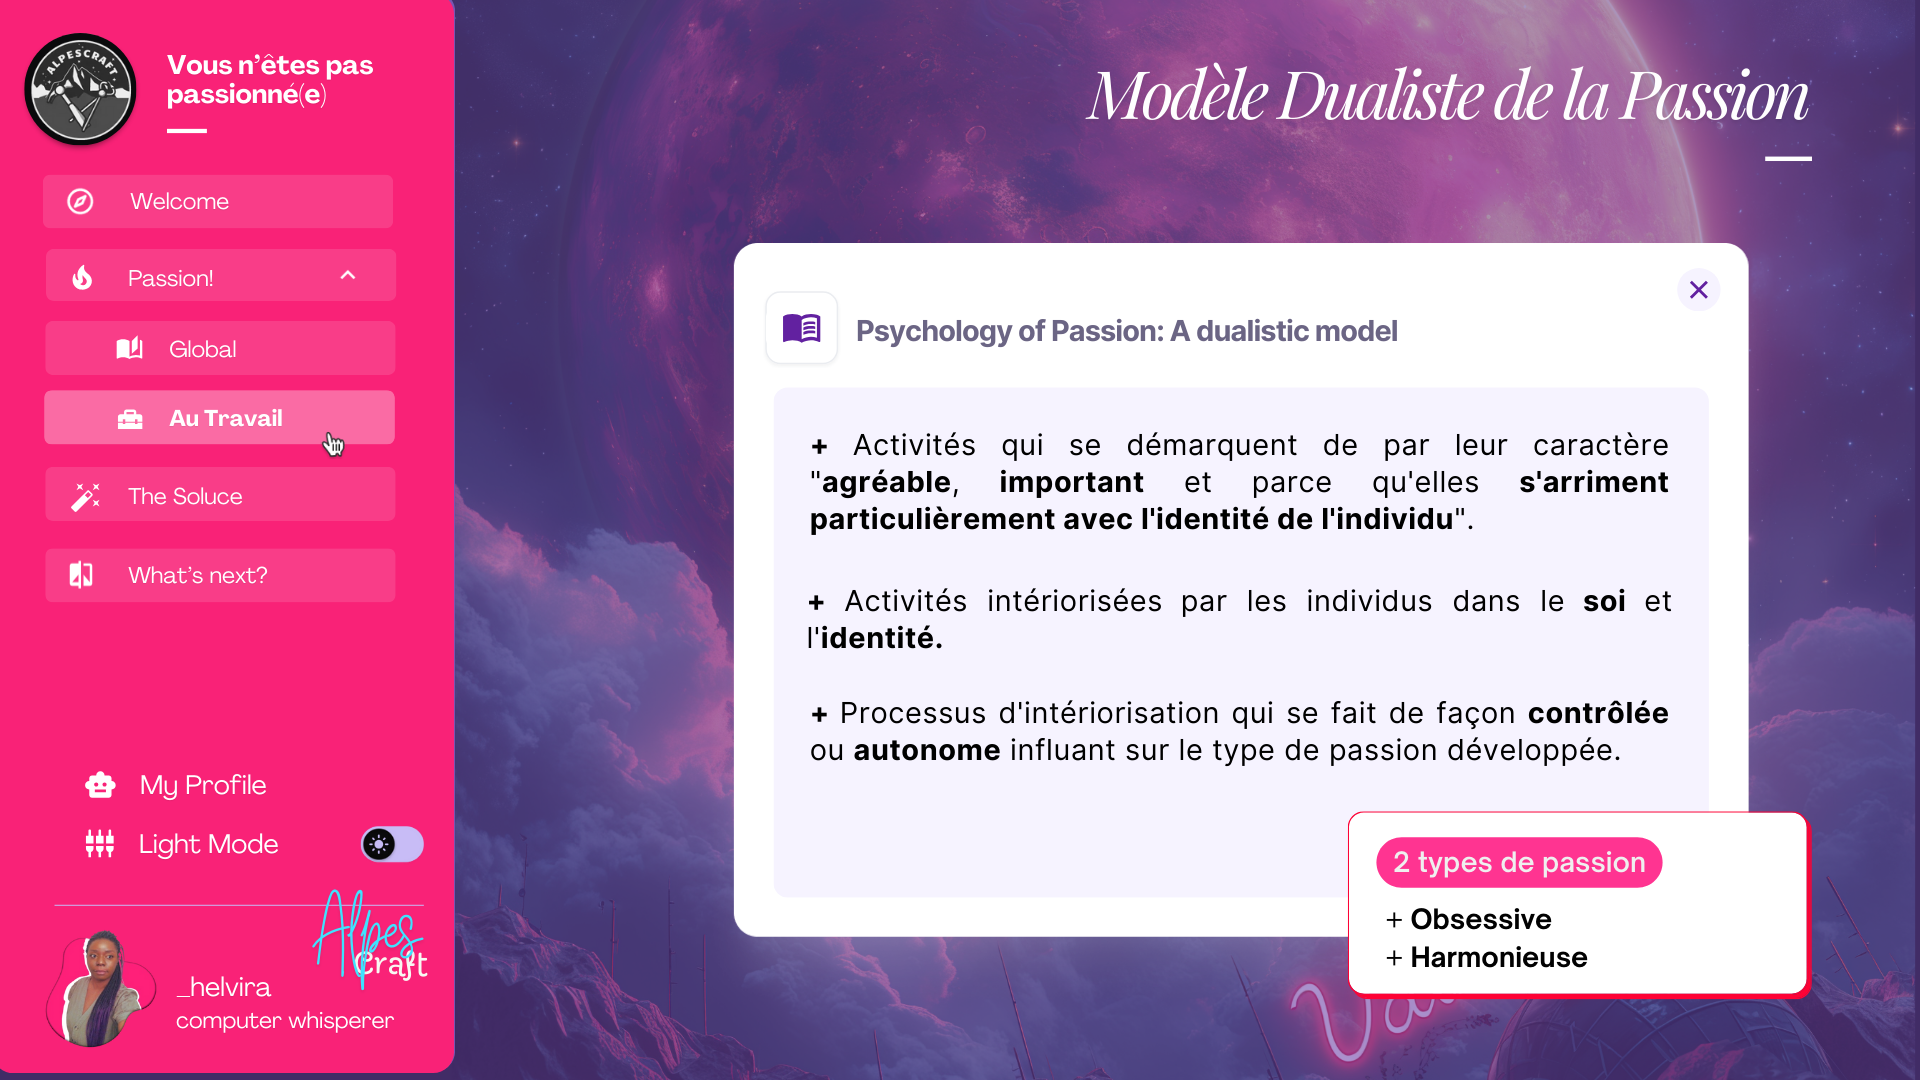 ALPESCRAFT
Vous n'êtes pas
passionné(e)
Welcome
Passion!
Global
Au Travail
The Soluce
What's next?
My Profile
Light Mode
Alpes
Craft
_helvira
computer whisperer
Modèle Dualiste de la Passion
Psychology of Passion: A dualistic model
+ Activités qui se démarquent de par leur caractère
"agréable, important et parce qu'elles s'arriment
particulièrement avec l'identité de l'individu".
+ Activités intériorisées par les individus dans le soi et
l'identité.
+ Processus d'intériorisation qui se fait de façon contrôlée
ou autonome influant sur le type de passion développée.
2 types de passion
+ Obsessive
+ Harmonieuse